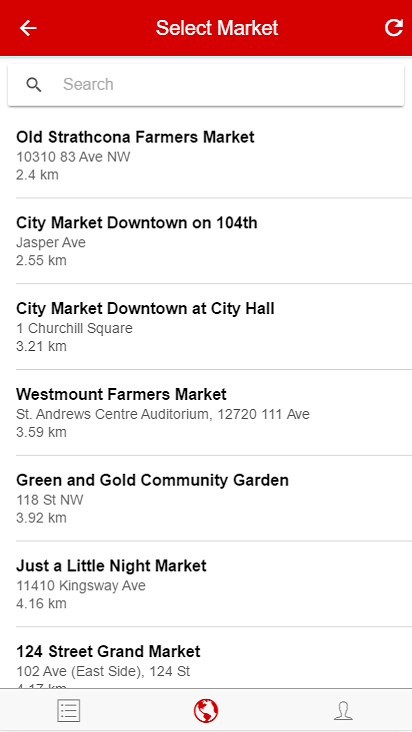 Select Market
Search
Old Strathcona Farmers Market
10310 83 Ave NW
2.4 km
City Market Downtown on 104th
Jasper Ave
2.55 km
City Market Downtown at City Hall
1 Churchill Square
3.21 km
Westmount Farmers Market
St. Andrews Centre Auditorium, 12720 111 Ave
3.59 km
Green and Gold Community Garden
118 St NW
3.92 km
Just a Little Night Market
11410 Kingsway Ave
4.16 km
124 Street Grand Market
102 Ave (East Side), 124 St
4.17 km